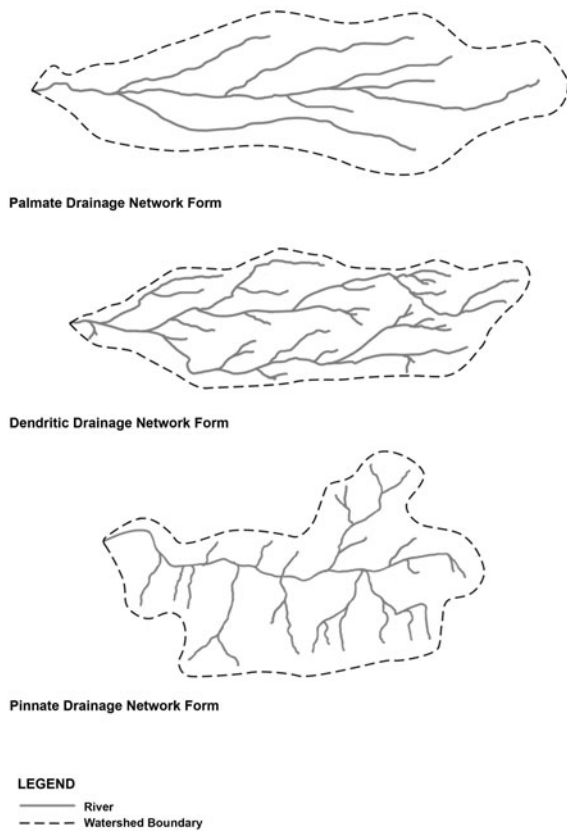 Palmate Drainage Network Form
Dendritic Drainage Network Form
Pinnate Drainage Network Form
LEGEND
River
Watershed Boundary